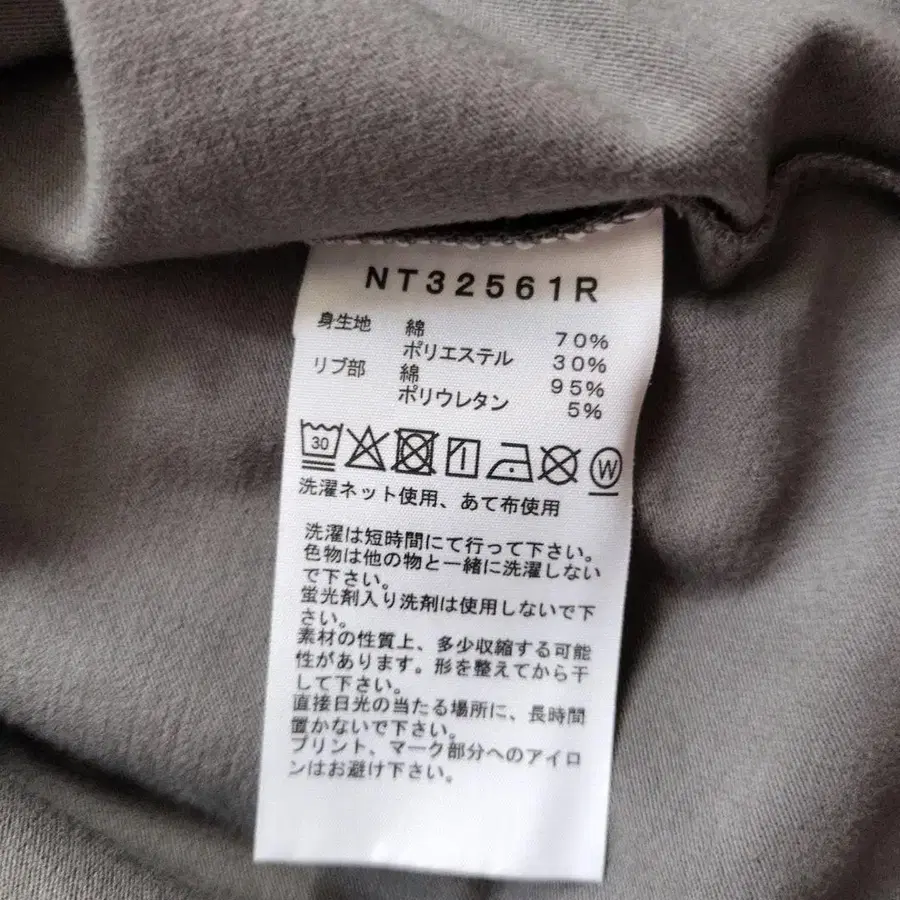 NT32561R
身生地 綿 70%
ポリエステル 30%
リブ部 綿 95%
ポリウレタン 5%
30 W
洗濯ネット使用、あて布使用
洗濯は短時間にて行って下さい。
色物は他の物と一緒に洗濯しない
で下さい。
蛍光剤入り洗剤は使用しないで下
さい。
素材の性質上、多少収縮する可能
性があります。形を整えてから干
して下さい。
直接日光の当たる場所に、長時間
置かないで下さい。
プリント、マーク部分へのアイロ
ンはお避け下さい。